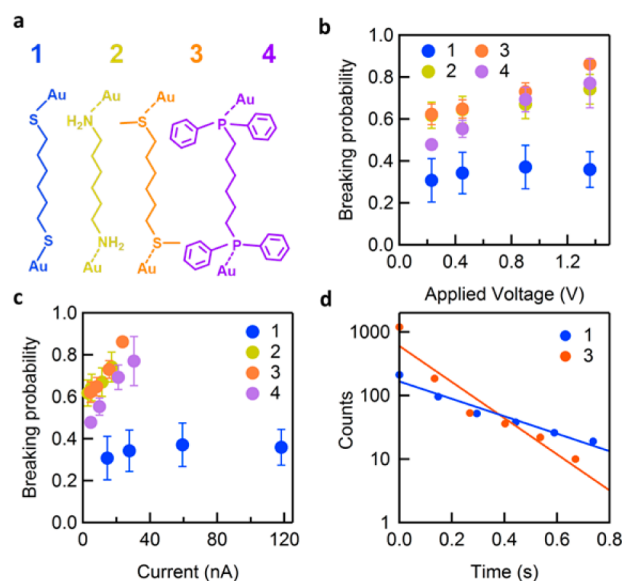 a
1 2 3 4
Au Au Au Au
S H₂N S P
S NH₂ S P
Au Au Au Au
b
Breaking probability
1.0
0.8
0.6
0.4
0.2
0.0
1 3
2 4
0.0 0.4 0.8 1.2
Applied Voltage (V)
c
Breaking probability
1.0
0.8
0.6
0.4
0.2
0.0
1
2
3
4
0 40 80 120
Current (nA)
d
Counts
1000
100
10
1
1
3
0.0 0.2 0.4 0.6 0.8
Time (s)